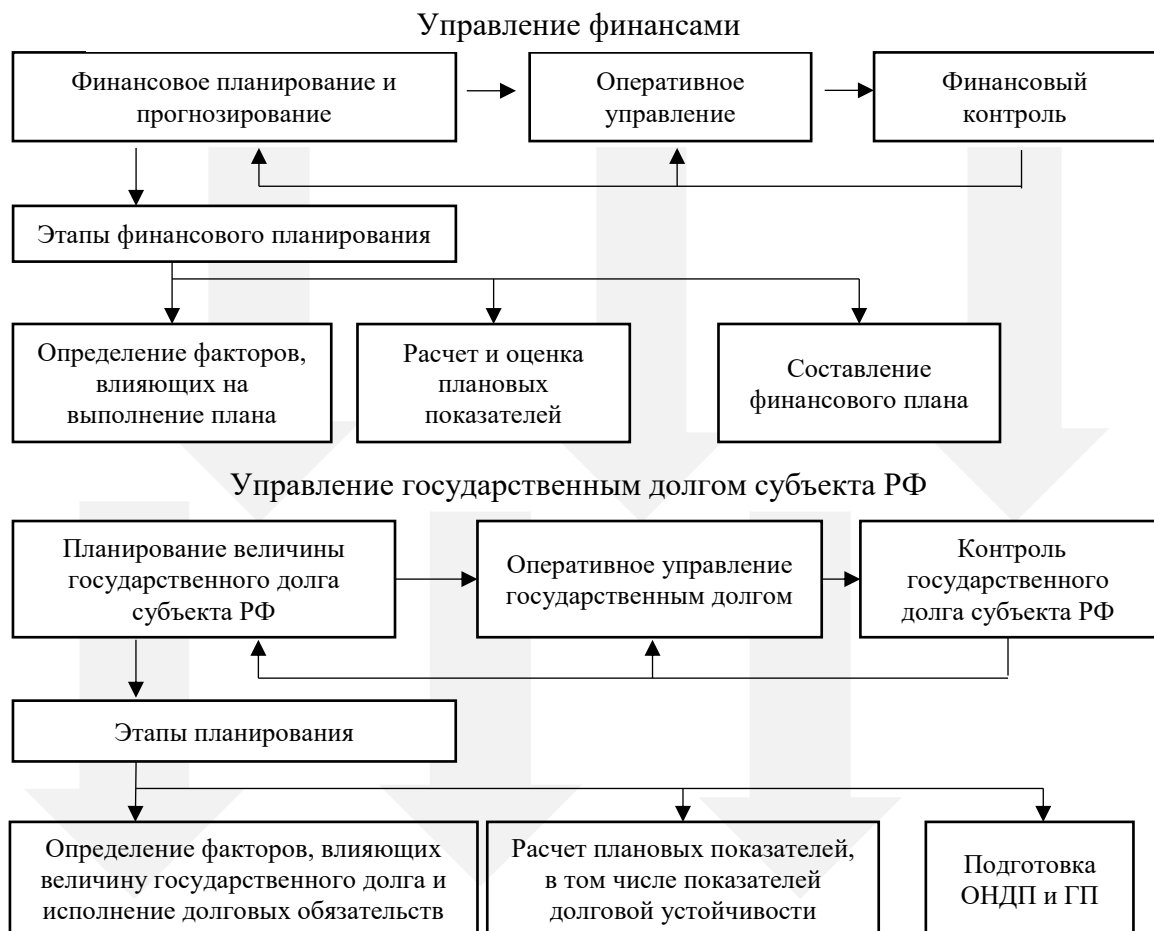 Управление финансами
Финансовое планирование и
прогнозирование
Оперативное
управление
Финансовый
контроль
Этапы финансового планирования
Определение факторов,
влияющих на
выполнение плана
Расчет и оценка
плановых
показателей
Составление
финансового плана
Управление государственным долгом субъекта РФ
Планирование величины
государственного долга
субъекта РФ
Оперативное управление
государственным долгом
Контроль
государственного
долга субъекта РФ
Этапы планирования
Определение факторов, влияющих
величину государственного долга и
исполнение долговых обязательств
Расчет плановых показателей,
в том числе показателей
долговой устойчивости
Подготовка
ОНДП и ГП